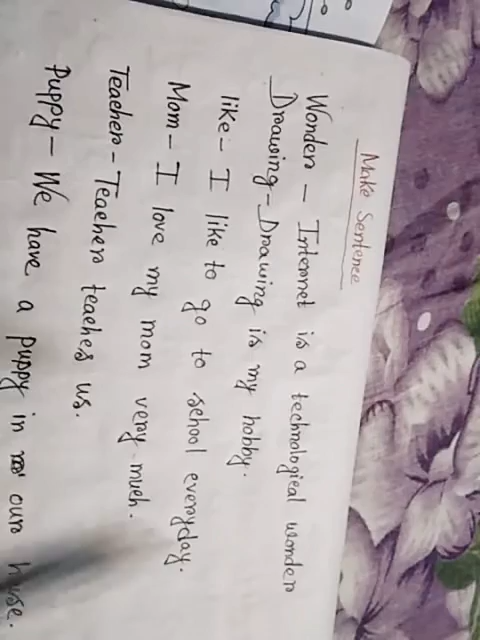 Make Sentence
Wonder - Internet is a technological wonder
Drawing - Drawing is my hobby.
like - I like to go to school everyday.
Mom - I love my mom very much.
Teacher - Teacher teaches us.
Puppy - We have a puppy in our house.